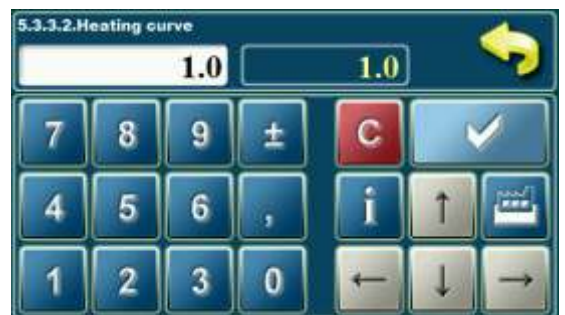 5.3.3.2.Heating curve
1.0 1.0
7 8 9 ± C
4 5 6 , i ↑
1 2 3 0 ← ↓ →